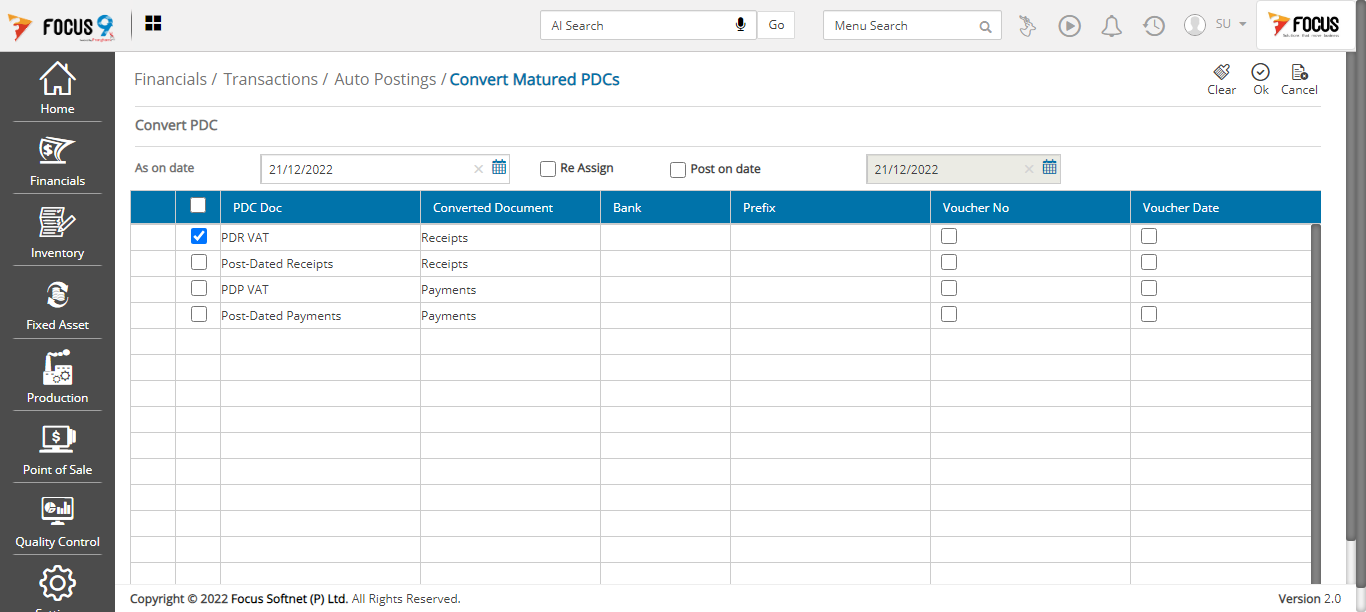 FOCUS 9
AI Search
Go
Menu Search
SU
FOCUS
Home
Financials
Inventory
Fixed Asset
Production
Point of Sale
Quality Control
Financials / Transactions / Auto Postings / Convert Matured PDCs
Clear Ok Cancel
Convert PDC
As on date 21/12/2022 Re Assign Post on date 21/12/2022
PDC Doc Converted Document Bank Prefix Voucher No Voucher Date
PDR VAT Receipts
Post-Dated Receipts Receipts
PDP VAT Payments
Post-Dated Payments Payments
Copyright © 2022 Focus Softnet (P) Ltd. All Rights Reserved. Version 2.0